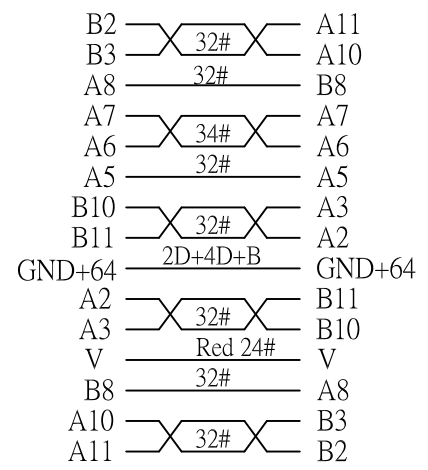 B2 A11
32#
B3 A10
32#
A8 B8
A7 A7
34#
A6 A6
32#
A5 A5
B10 A3
32#
B11 A2
2D+4D+B
GND+64 GND+64
A2 B11
32#
A3 B10
Red 24#
V V
32#
B8 A8
A10 B3
32#
A11 B2